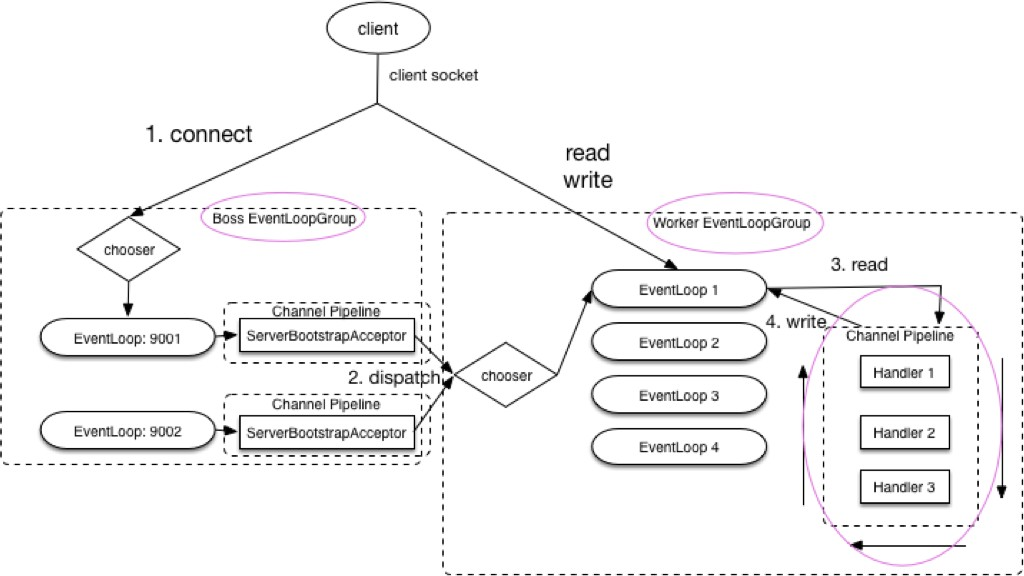 client
client socket
1. connect
read
write
Boss EventLoopGroup
Worker EventLoopGroup
chooser
3. read
EventLoop 1
Channel Pipeline
EventLoop: 9001
ServerBootstrapAcceptor
4. write
Channel Pipeline
EventLoop 2
2. dispatch
chooser
Handler 1
EventLoop 3
Channel Pipeline
EventLoop: 9002
ServerBootstrapAcceptor
Handler 2
EventLoop 4
Handler 3